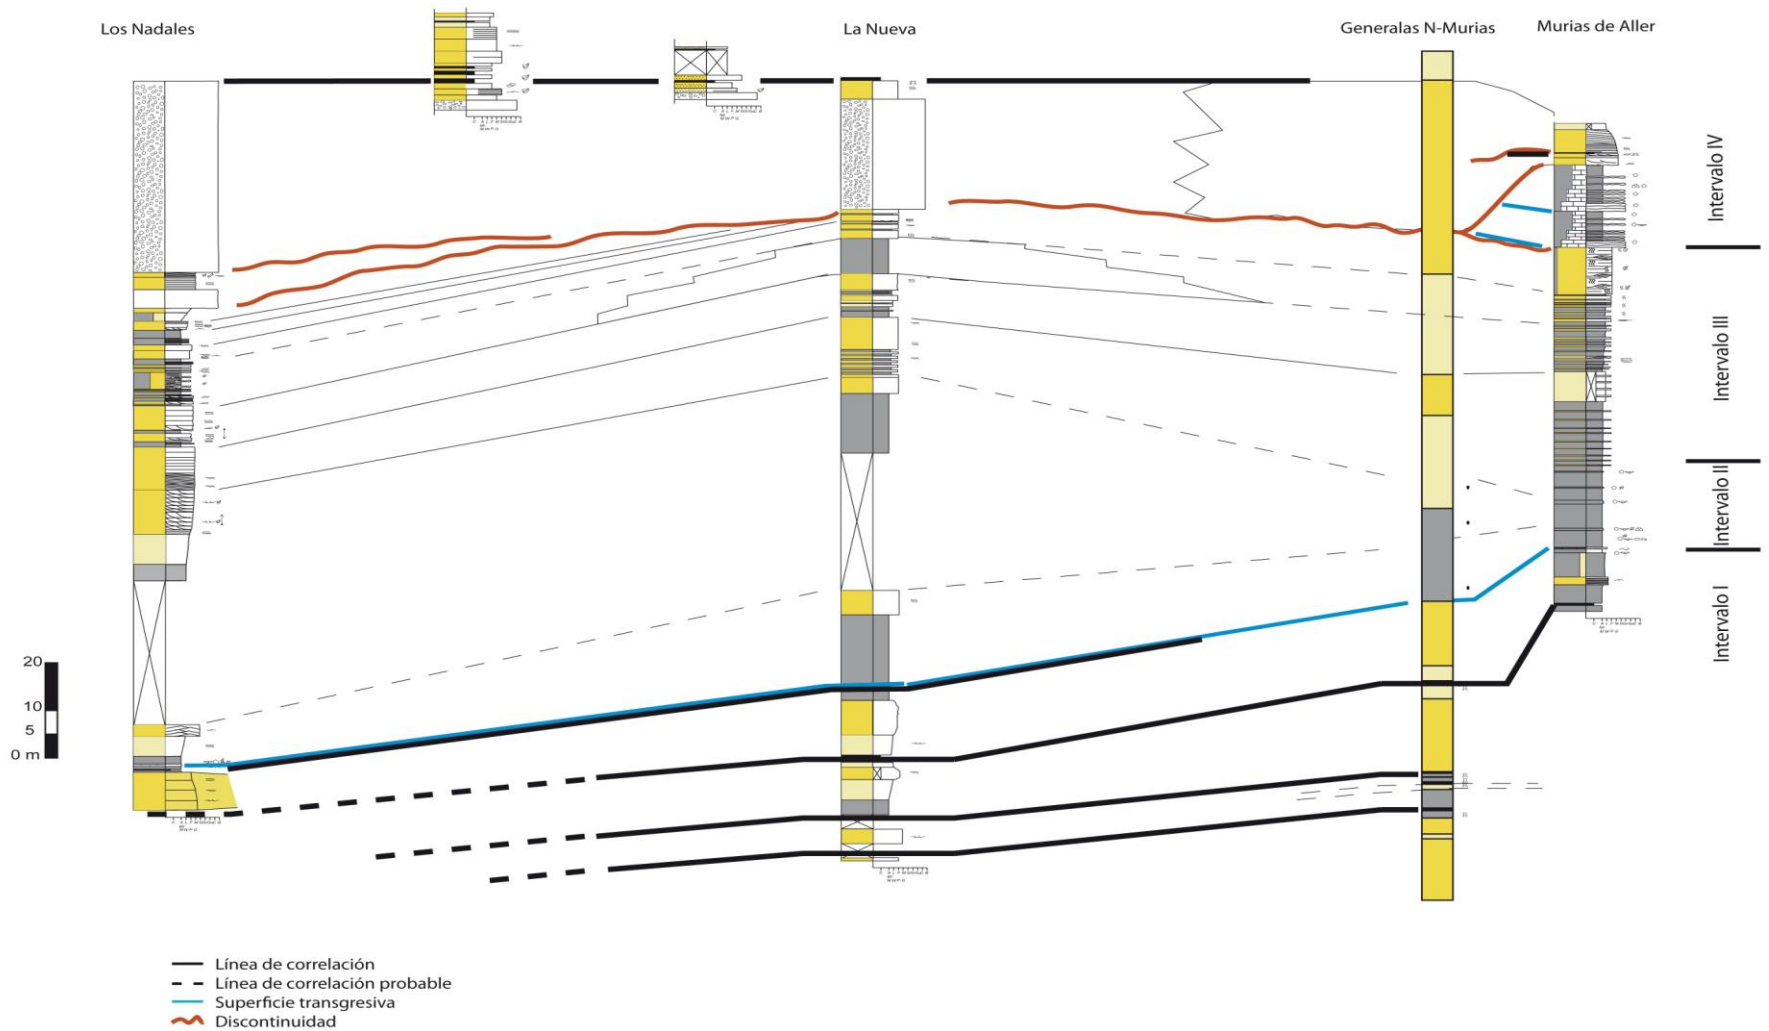 Los Nadales
La Nueva
Generalas N-Murias
Murias de Aller
Intervalo IV
Intervalo III
Intervalo II
Intervalo I
20
10
5
0 m
Línea de correlación
Línea de correlación probable
Superficie transgresiva
Discontinuidad